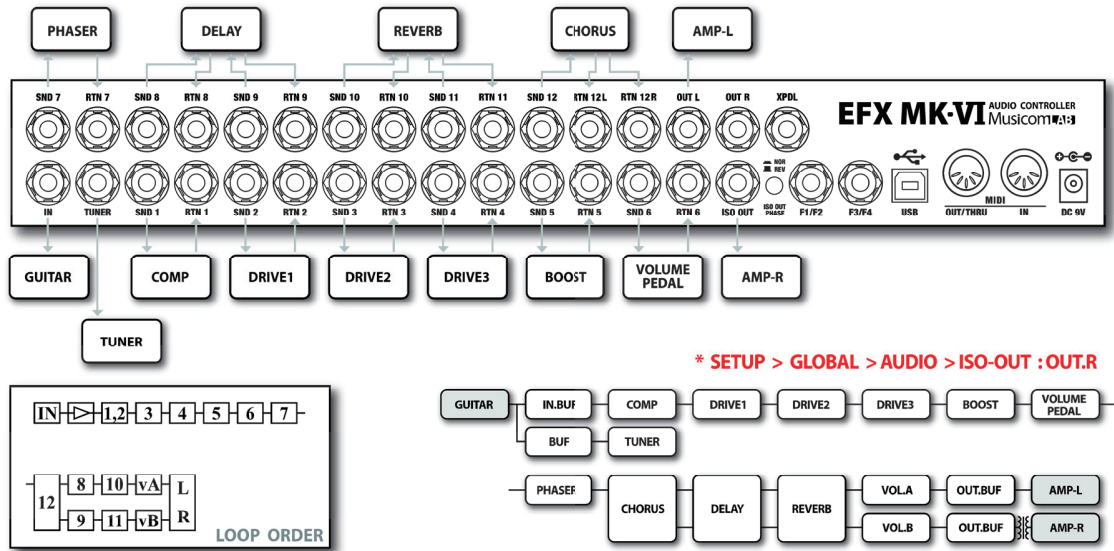 PHASER DELAY REVERB CHORUS AMP-L
SND 7 RTN 7 SND 8 RTN 8 SND 9 RTN 9 SND 10 RTN 10 SND 11 RTN 11 SND 12 RTN 12L RTN 12R OUT L OUT R XPDL
EFX MK-VI AUDIO CONTROLLER
MusicomLAB
NOR
REV
ISO OUT
PHASE
IN TUNER SND 1 RTN 1 SND 2 RTN 2 SND 3 RTN 3 SND 4 RTN 4 SND 5 RTN 5 SND 6 RTN 6 ISO OUT F1/F2 F3/F4 USB OUT/THRU MIDI IN DC 9V
GUITAR COMP DRIVE1 DRIVE2 DRIVE3 BOOST VOLUME PEDAL AMP-R
TUNER
* SETUP > GLOBAL > AUDIO > ISO-OUT : OUT.R
IN 1,2 3 4 5 6 7
12 8 10 vA L
9 11 vB R
LOOP ORDER
GUITAR IN.BUF COMP DRIVE1 DRIVE2 DRIVE3 BOOST VOLUME PEDAL
BUF TUNER
PHASER CHORUS DELAY REVERB VOL.A OUT.BUF AMP-L
VOL.B OUT.BUF AMP-R